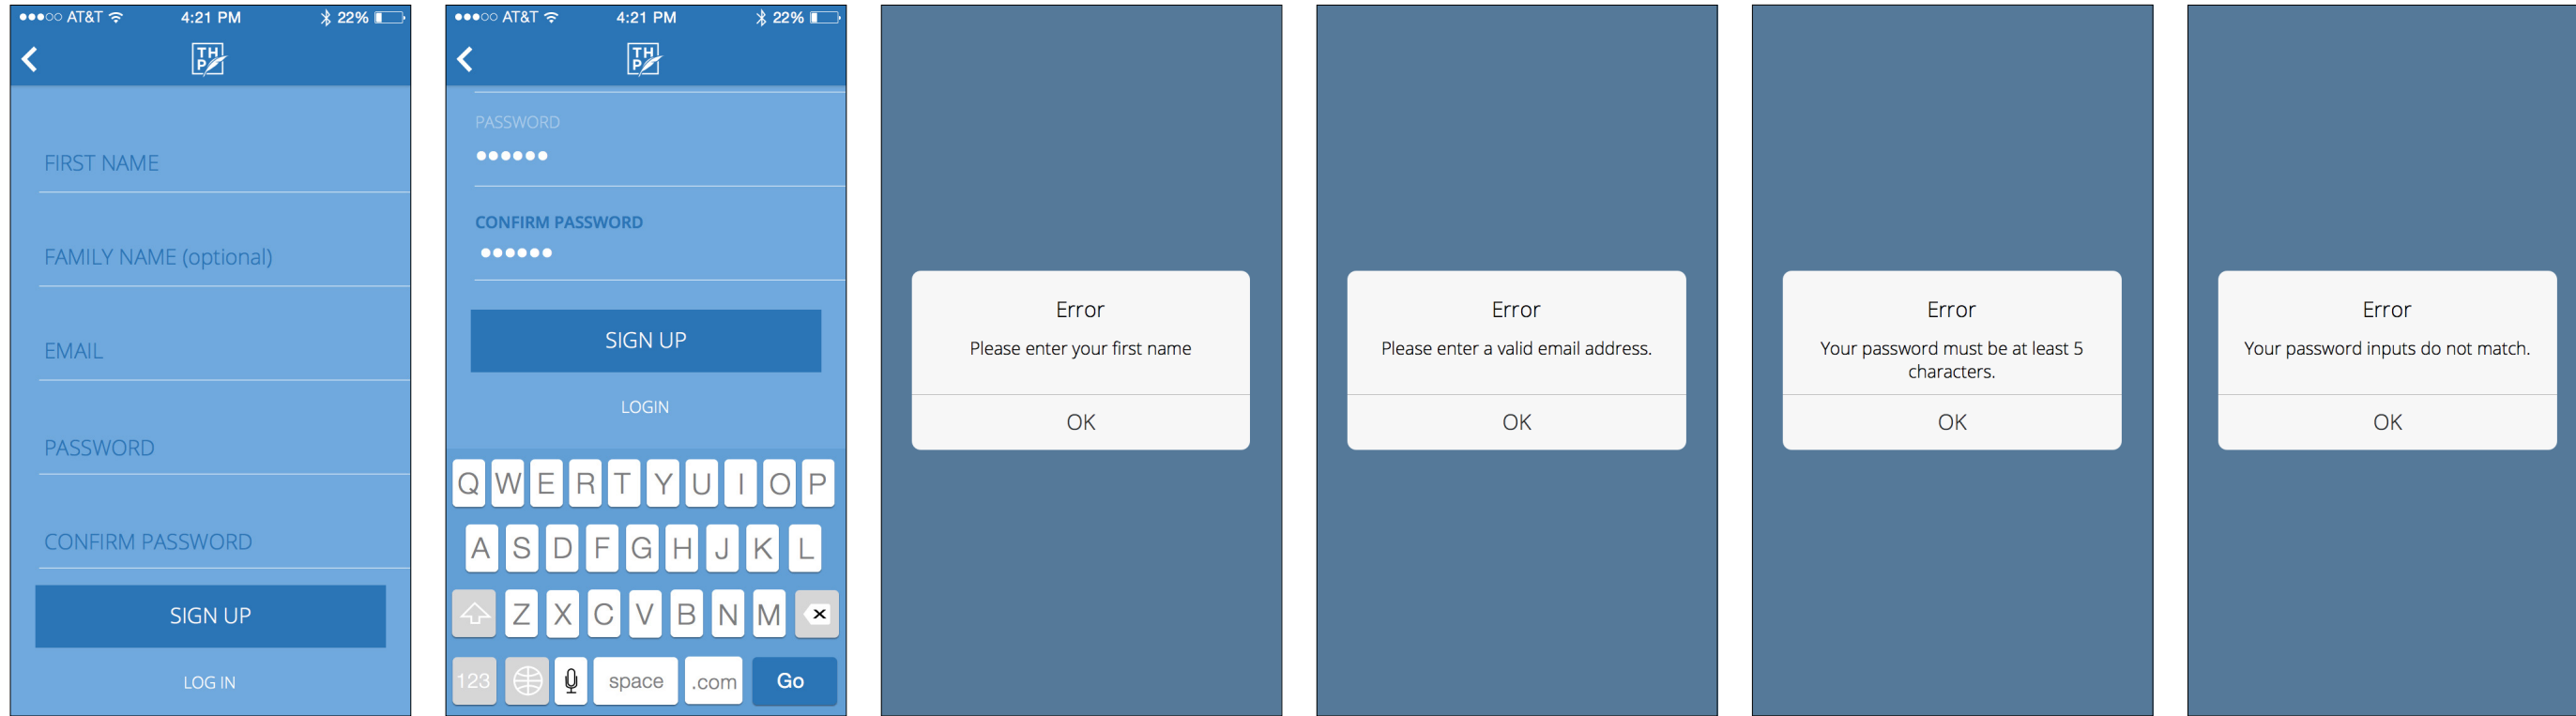 AT&T 4:21 PM 22%
TH
P
FIRST NAME
FAMILY NAME (optional)
EMAIL
PASSWORD
CONFIRM PASSWORD
SIGN UP
LOG IN
AT&T 4:21 PM 22%
TH
P
PASSWORD
CONFIRM PASSWORD
SIGN UP
LOGIN
Q W E R T Y U I O P
A S D F G H J K L
Z X C V B N M
123 space .com Go
Error
Please enter your first name
OK
Error
Please enter a valid email address.
OK
Error
Your password must be at least 5
characters.
OK
Error
Your password inputs do not match.
OK